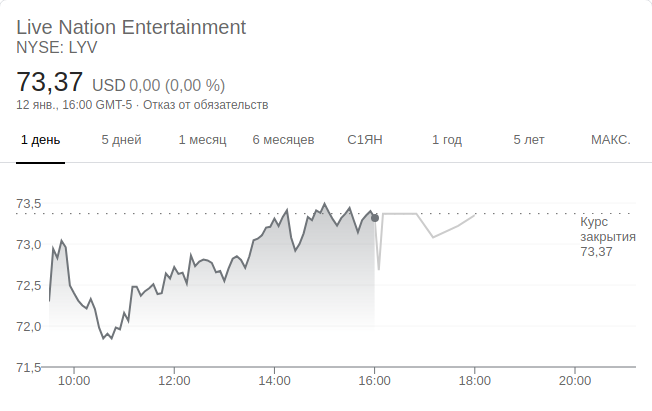 Live Nation Entertainment
NYSE: LYV
73,37 USD 0,00 (0,00 %)
12 янв., 16:00 GMT-5 · Отказ от обязательств
1 день 5 дней 1 месяц 6 месяцев С1ЯН 1 год 5 лет МАКС.
73,5
Курс
закрытия
73,37
73,0
72,5
72,0
71,5
10:00 12:00 14:00 16:00 18:00 20:00